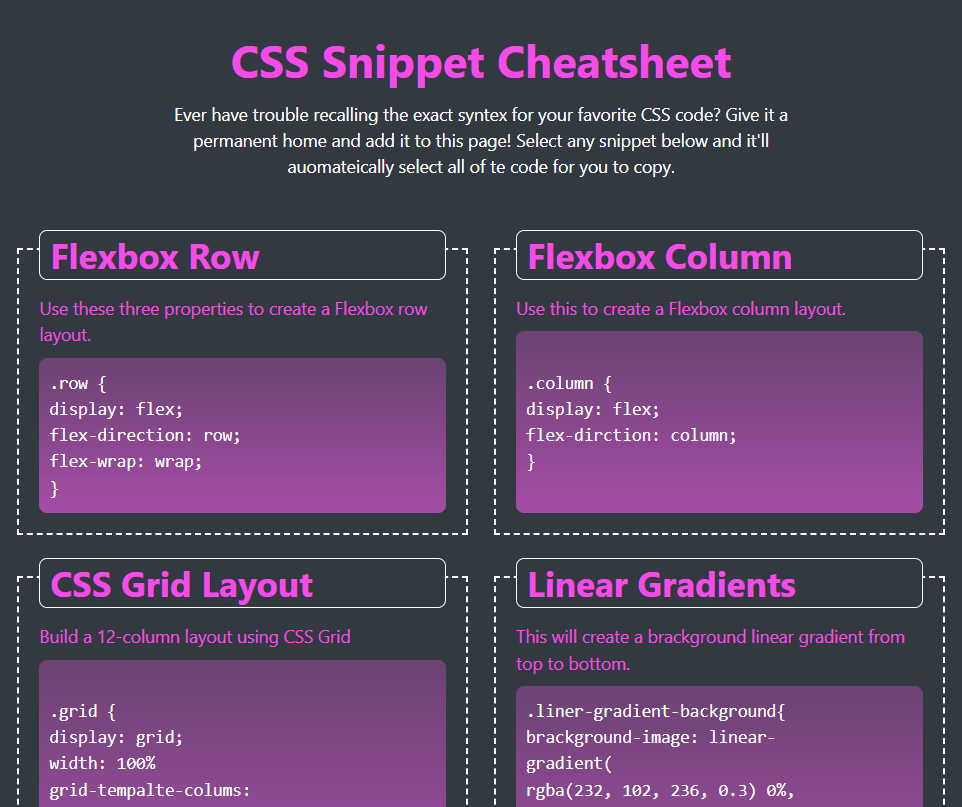 CSS Snippet Cheatsheet
Ever have trouble recalling the exact syntex for your favorite CSS code? Give it a
permanent home and add it to this page! Select any snippet below and it'll
auomateically select all of te code for you to copy.
Flexbox Row
Use these three properties to create a Flexbox row
layout.
.row {
display: flex;
flex-direction: row;
flex-wrap: wrap;
}
Flexbox Column
Use this to create a Flexbox column layout.
.column {
display: flex;
flex-dirction: column;
}
CSS Grid Layout
Build a 12-column layout using CSS Grid
.grid {
display: grid;
width: 100%
grid-tempalte-colums:
Linear Gradients
This will create a brackground linear gradient from
top to bottom.
.liner-gradient-background{
brackground-image: linear-
gradient(
rgba(232, 102, 236, 0.3) 0%,